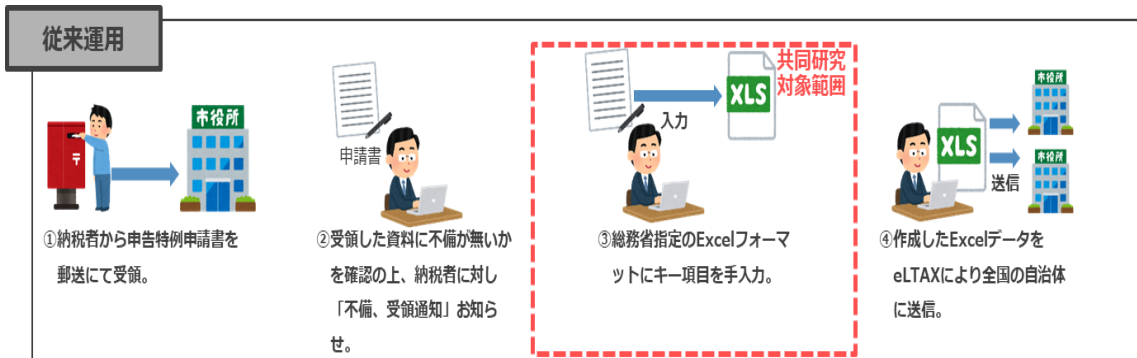 従来運用
市役所
①納税者から申告特例申請書を
郵送にて受領。
申請書
②受領した資料に不備が無いか
を確認の上、納税者に対し
「不備、受領通知」お知ら
せ。
共同研究
対象範囲
XLS
入力
③総務省指定のExcelフォーマ
ットにキー項目を手入力。
市役所
XLS
市役所
送信
④作成したExcelデータを
eLTAXにより全国の自治体
に送信。